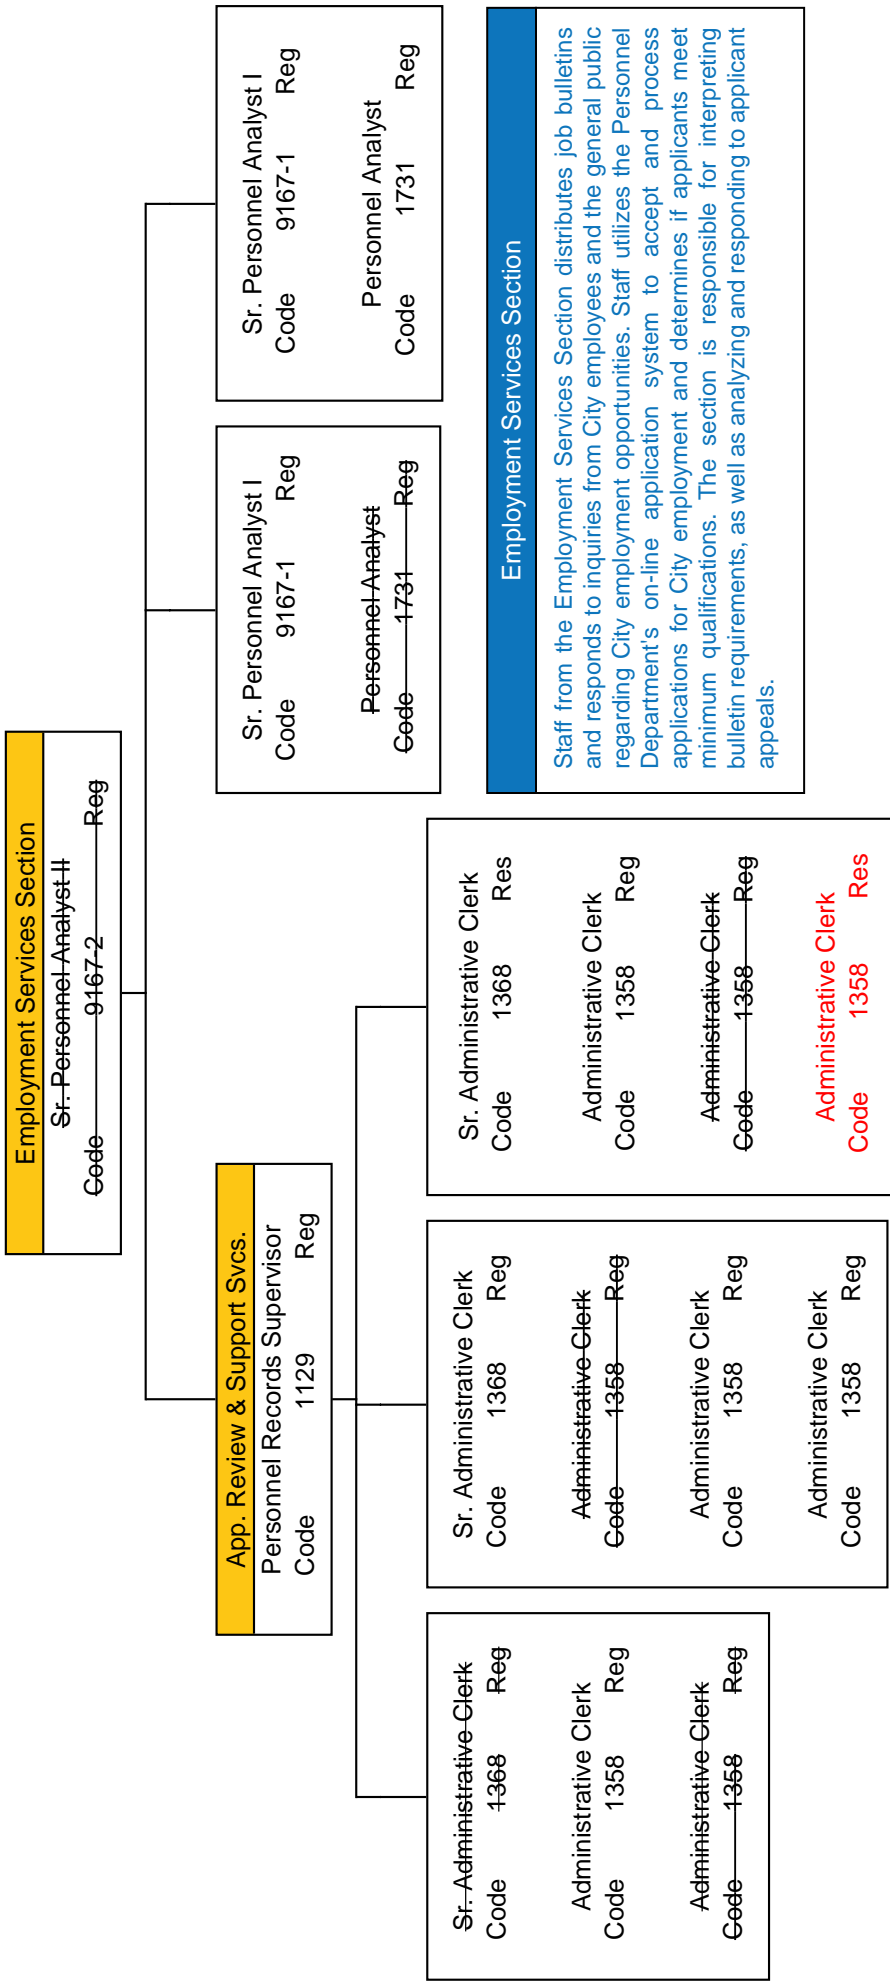 Employment Services Section
Sr. Personnel Analyst II
Code 9167-2 Reg
App. Review & Support Svcs.
Personnel Records Supervisor
Code 1129 Reg
Sr. Personnel Analyst I
Code 9167-1 Reg
Personnel Analyst
Code 1731 Reg
Sr. Personnel Analyst I
Code 9167-1 Reg
Personnel Analyst
Code 1731 Reg
Sr. Administrative Clerk
Code 1368 Reg
Administrative Clerk
Code 1358 Reg
Administrative Clerk
Code 1358 Reg
Sr. Administrative Clerk
Code 1368 Reg
Administrative Clerk
Code 1358 Reg
Administrative Clerk
Code 1358 Reg
Administrative Clerk
Code 1358 Reg
Sr. Administrative Clerk
Code 1368 Res
Administrative Clerk
Code 1358 Reg
Administrative Clerk
Code 1358 Reg
Administrative Clerk
Code 1358 Res
Employment Services Section
Staff from the Employment Services Section distributes job bulletins
and responds to inquiries from City employees and the general public
regarding City employment opportunities. Staff utilizes the Personnel
Department's on-line application system to accept and process
applications for City employment and determines if applicants meet
minimum qualifications. The section is responsible for interpreting
bulletin requirements, as well as analyzing and responding to applicant
appeals.